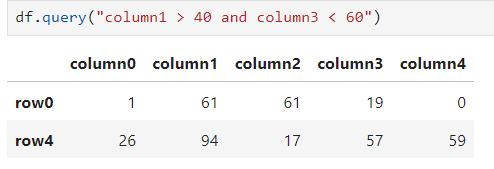 df.query("column1 > 40 and column3 < 60")
column0 column1 column2 column3 column4
row0 1 61 61 19 0
row4 26 94 17 57 59